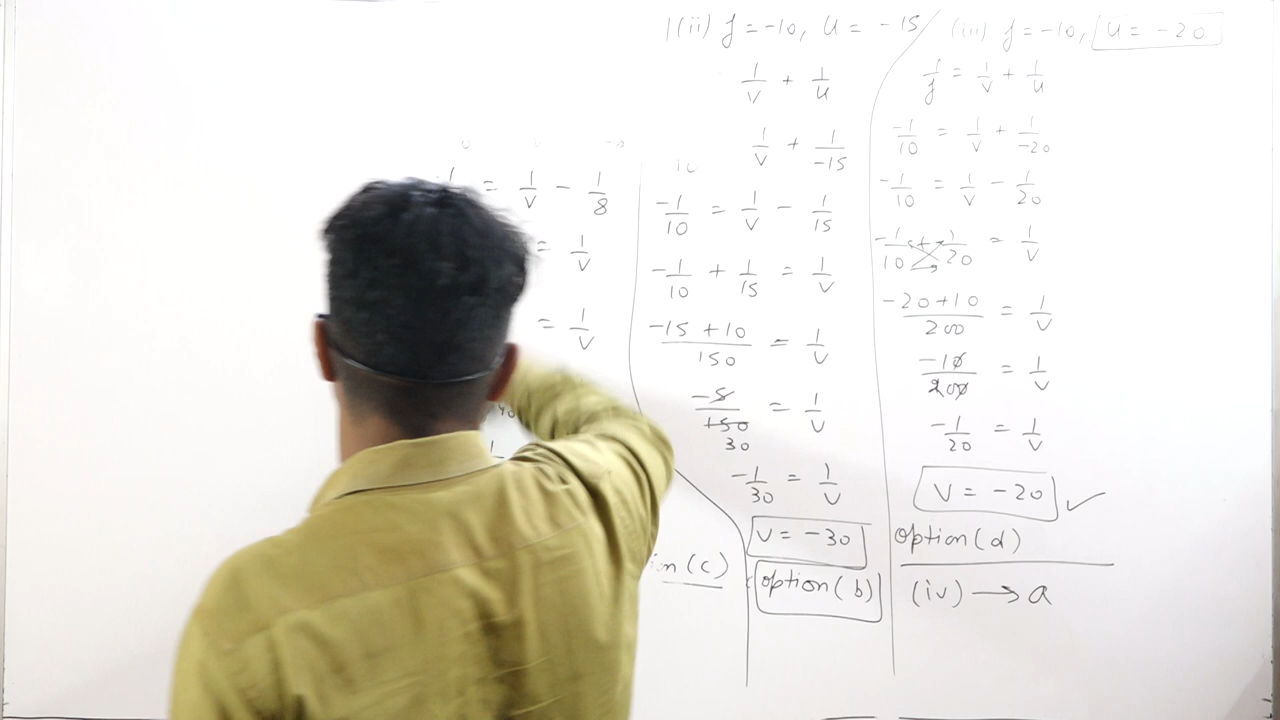 = 1/v - 1/8
= 1/v
= 1/v
(ii) f = -10, u = -15
1/v + 1/u
1/v + 1/-15
-1/10 = 1/v - 1/15
-1/10 + 1/15 = 1/v
-15 + 10/150 = 1/v
-5/150 = 1/v
30
-1/30 = 1/v
v = -30
option(b)
(c)
(iii) f = -10, u = -20
1/f = 1/v + 1/u
-1/10 = 1/v + 1/-20
-1/10 = 1/v - 1/20
-1/10 + 1/20 = 1/v
-20+10/200 = 1/v
-10/200 = 1/v
-1/20 = 1/v
v = -20 ✓
option(d)
(iv) → a